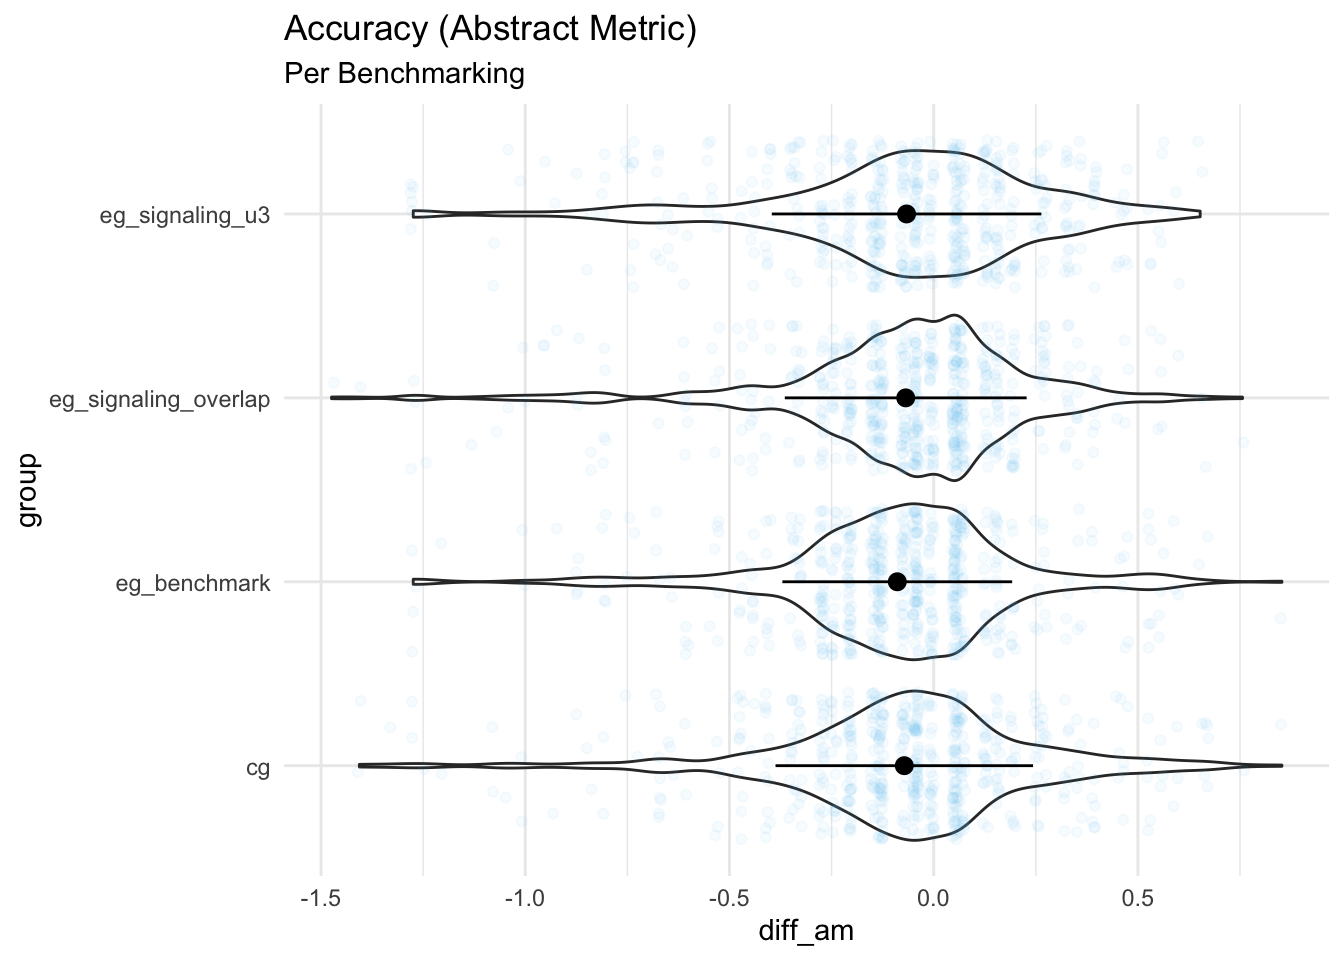 Accuracy (Abstract Metric)
Per Benchmarking
group
eg_signaling_u3
eg_signaling_overlap
eg_benchmark
cg
-1.5
-1.0
-0.5
0.0
0.5
diff_am